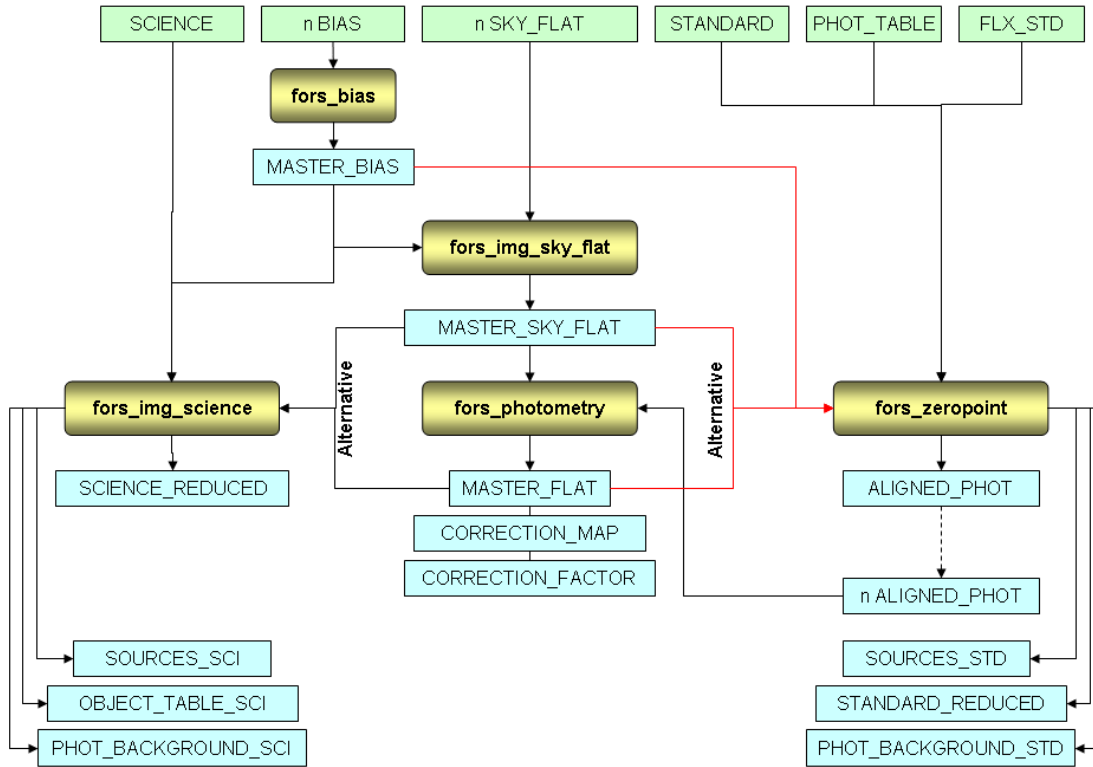 SCIENCE
n BIAS
n SKY_FLAT
STANDARD
PHOT_TABLE
FLX_STD
fors_bias
MASTER_BIAS
fors_img_sky_flat
MASTER_SKY_FLAT
Alternative
Alternative
fors_img_science
fors_photometry
fors_zeropoint
SCIENCE_REDUCED
MASTER_FLAT
ALIGNED_PHOT
CORRECTION_MAP
CORRECTION_FACTOR
n ALIGNED_PHOT
SOURCES_SCI
SOURCES_STD
OBJECT_TABLE_SCI
STANDARD_REDUCED
PHOT_BACKGROUND_SCI
PHOT_BACKGROUND_STD